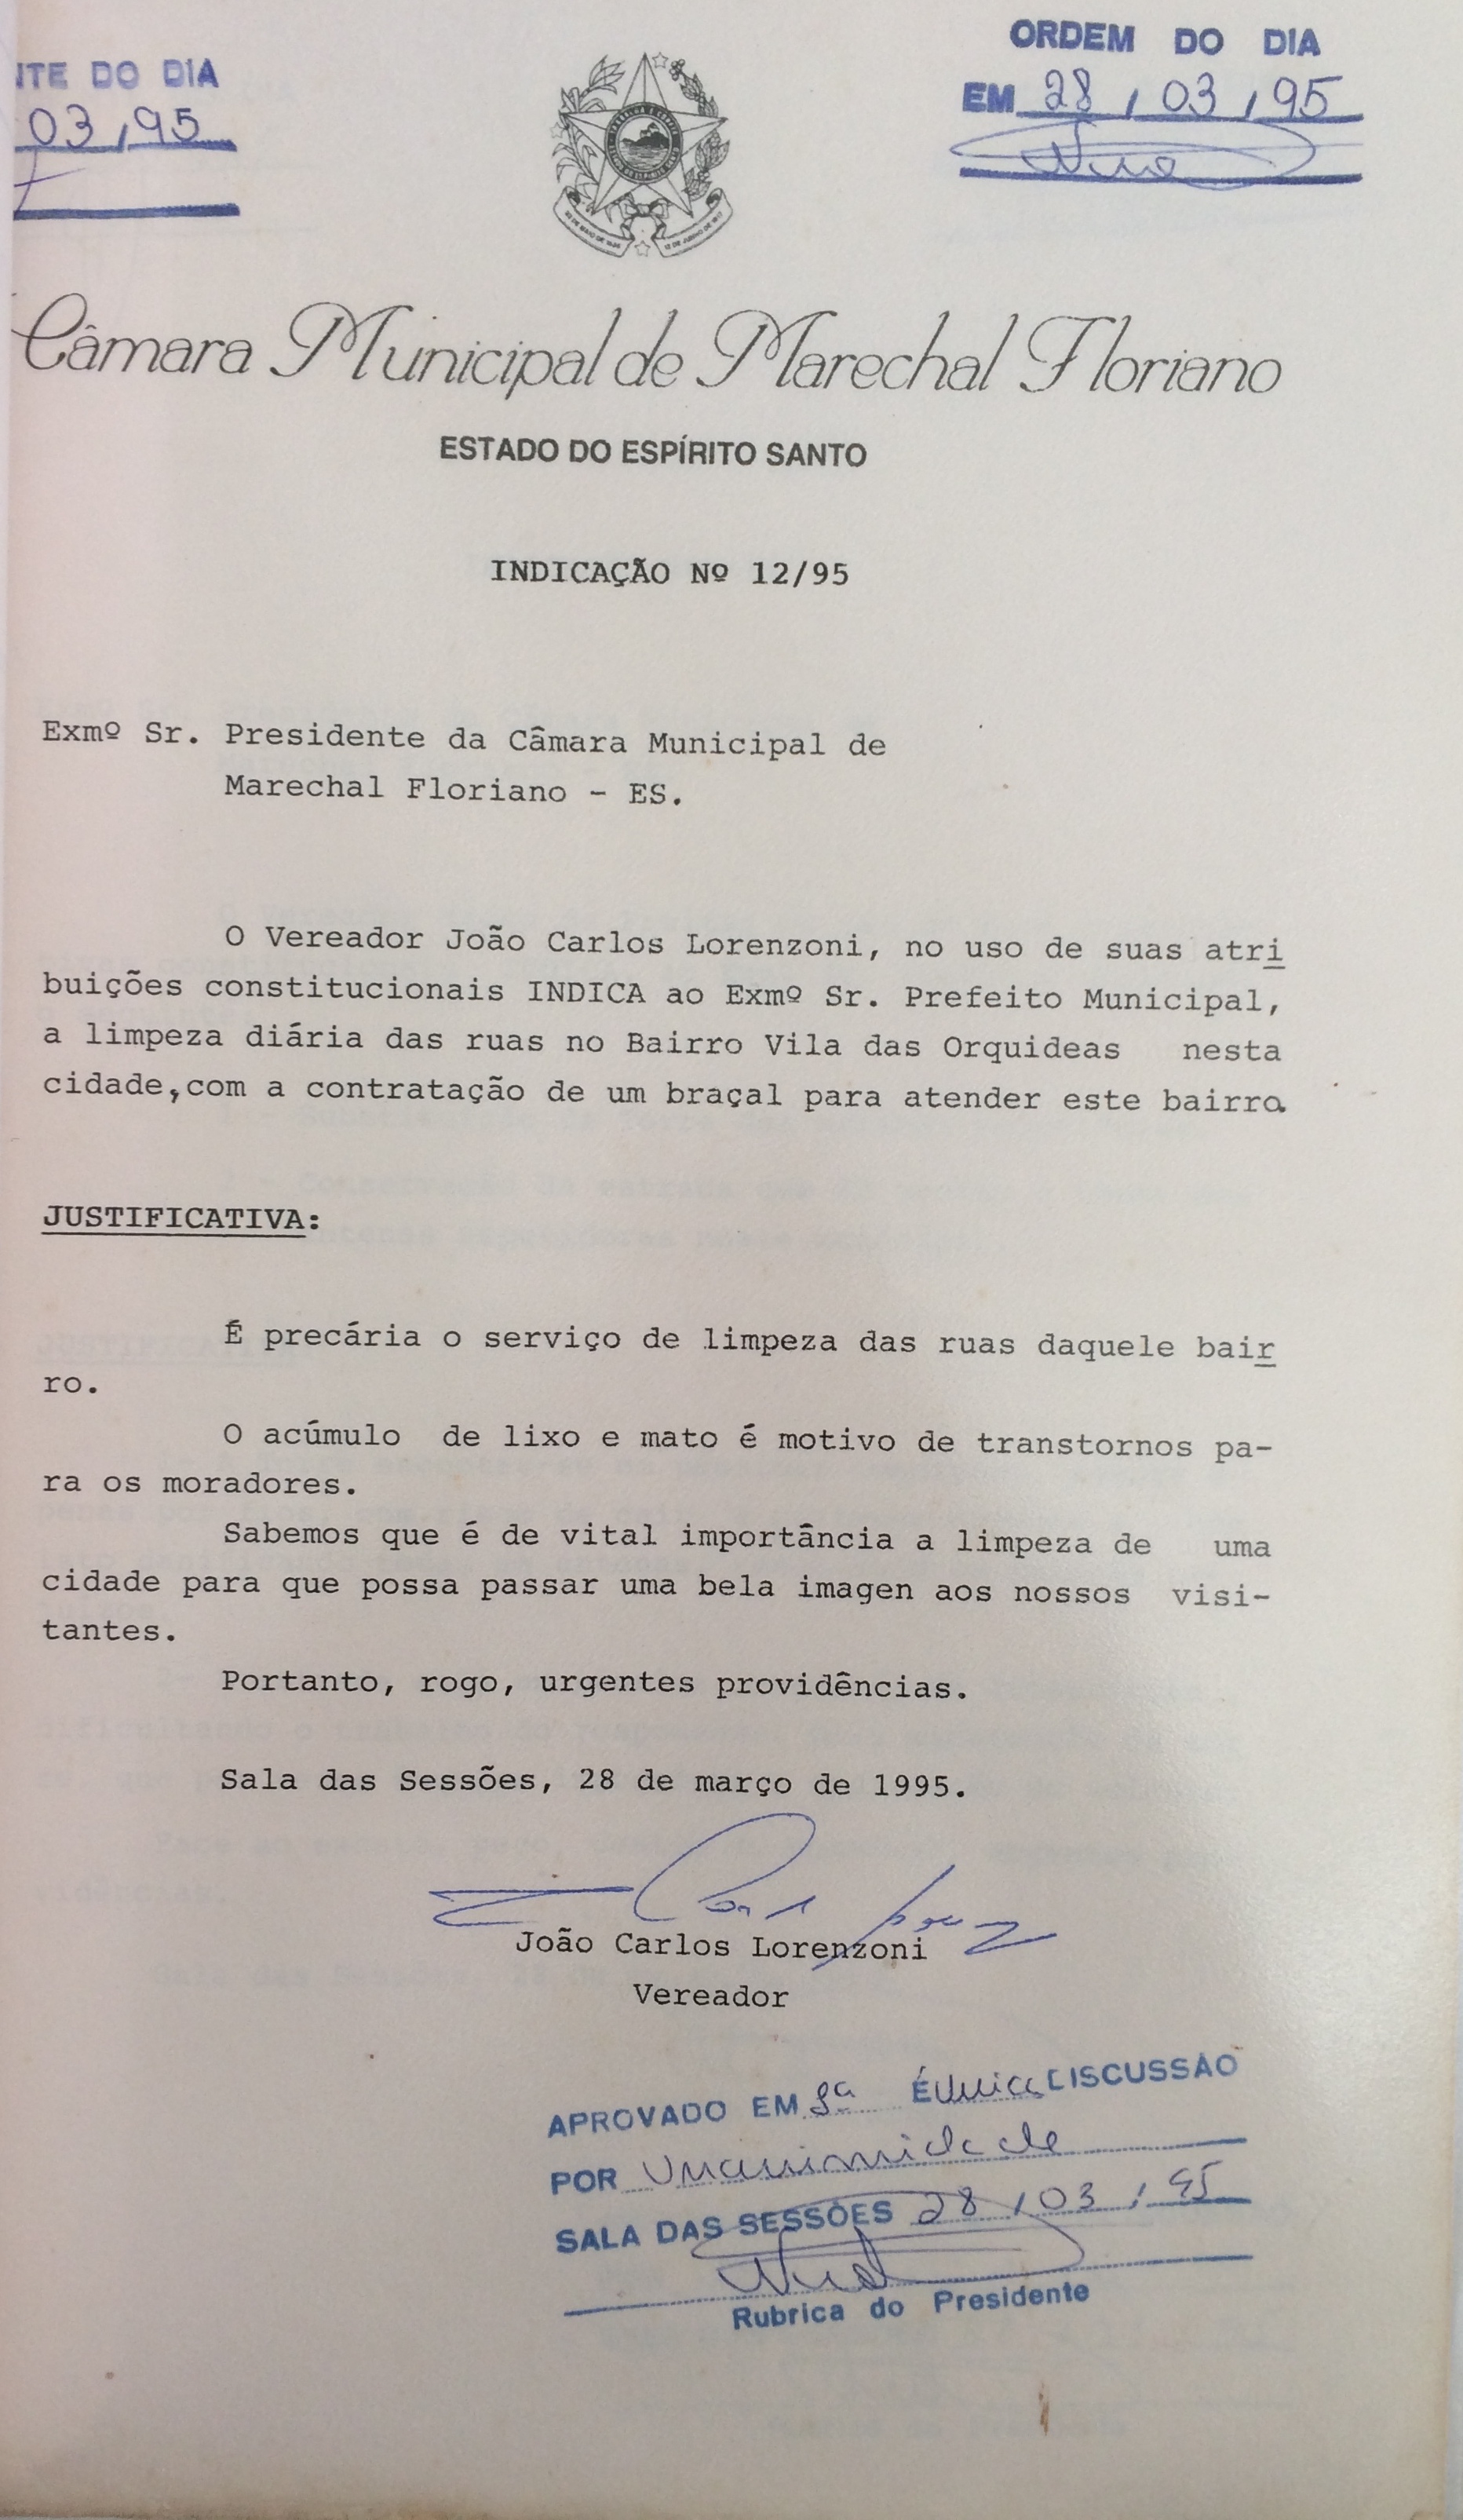 NTE DO DIA
03/95
ORDEM DO DIA
EM 28/03/95
Câmara Municipal de Marechal Floriano
ESTADO DO ESPÍRITO SANTO
INDICAÇÃO Nº 12/95
Exmº Sr. Presidente da Câmara Municipal de
Marechal Floriano - ES.
O Vereador João Carlos Lorenzoni, no uso de suas atri
buições constitucionais INDICA ao Exmº Sr. Prefeito Municipal,
a limpeza diária das ruas no Bairro Vila das Orquideas nesta
cidade,com a contratação de um braçal para atender este bairro.
JUSTIFICATIVA:
É precária o serviço de limpeza das ruas daquele bair
ro.
O acúmulo de lixo e mato é motivo de transtornos pa-
ra os moradores.
Sabemos que é de vital importância a limpeza de uma
cidade para que possa passar uma bela imagen aos nossos visi-
tantes.
Portanto, rogo, urgentes providências.
Sala das Sessões, 28 de março de 1995.
João Carlos Lorenzoni
Vereador
APROVADO EM 1ª É Única DISCUSSÃO
POR Unanimidade
SALA DAS SESSÕES 28/03/95
Rubrica do Presidente